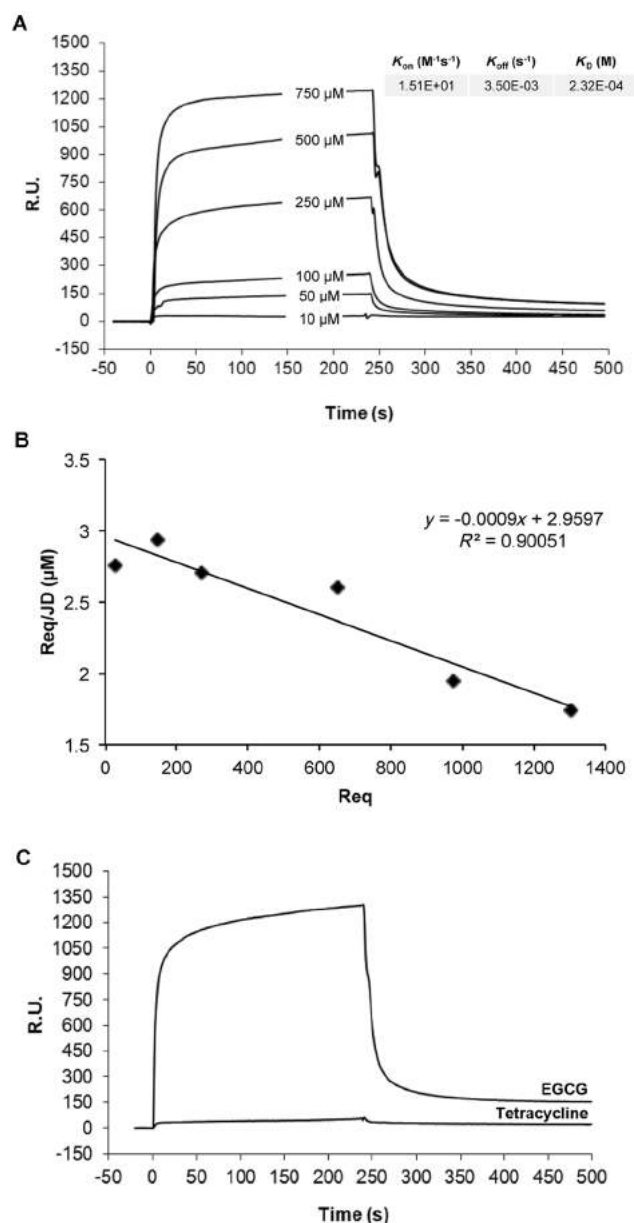 A
1500
1350
1200
1050
900
750
600
450
300
150
0
-150
R.U.
K_on (M⁻¹s⁻¹) K_off (s⁻¹) K_D (M)
1.51E+01 3.50E-03 2.32E-04
750 µM
500 µM
250 µM
100 µM
50 µM
10 µM
-50 0 50 100 150 200 250 300 350 400 450 500
Time (s)
B
3.5
3
2.5
2
1.5
Req/JD (µM)
y = -0.0009x + 2.9597
R² = 0.90051
0 200 400 600 800 1000 1200 1400
Req
C
1500
1350
1200
1050
900
750
600
450
300
150
0
-150
R.U.
EGCG
Tetracycline
-50 0 50 100 150 200 250 300 350 400 450 500
Time (s)